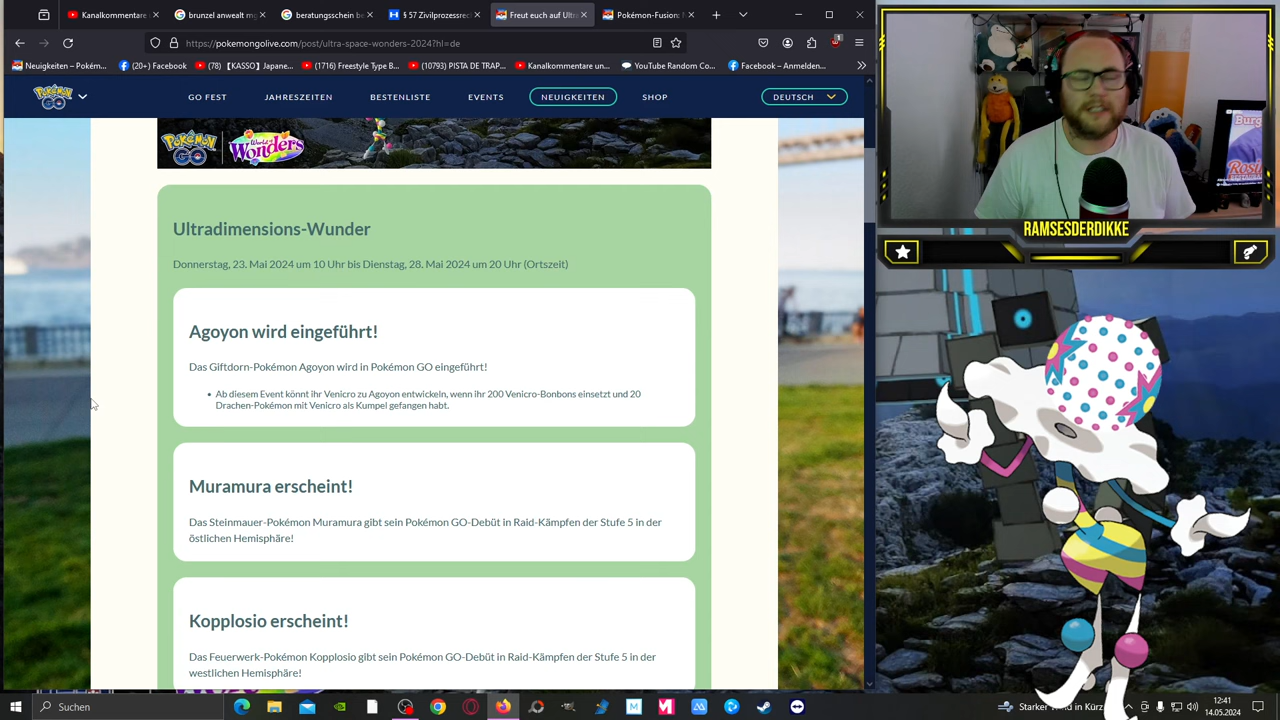 Kanalkommentare
brunzel anwalt m
beratungsschein b
§ 57 Zivilprozessre
Freut euch auf Ult
Pokémon-Fusion:
https://pokemongolive.com/post/ultra-space-wonders-2024?hl=de
Neuigkeiten – Pokém...
(20+) Facebook
(78) 【KASSO】Japane...
(1716) Freestyle Type B...
(10793) PISTA DE TRAP...
Kanalkommentare un...
YouTube Random Co...
Facebook – Anmelden...
POKÉMON GO
GO FEST
JAHRESZEITEN
BESTENLISTE
EVENTS
NEUIGKEITEN
SHOP
DEUTSCH
POKÉMON GO
World of Wonders
Ultradimensions-Wunder
Donnerstag, 23. Mai 2024 um 10 Uhr bis Dienstag, 28. Mai 2024 um 20 Uhr (Ortszeit)
Agoyon wird eingeführt!
Das Giftdorn-Pokémon Agoyon wird in Pokémon GO eingeführt!
• Ab diesem Event könnt ihr Venicro zu Agoyon entwickeln, wenn ihr 200 Venicro-Bonbons einsetzt und 20
Drachen-Pokémon mit Venicro als Kumpel gefangen habt.
Muramura erscheint!
Das Steinmauer-Pokémon Muramura gibt sein Pokémon GO-Debüt in Raid-Kämpfen der Stufe 5 in der
östlichen Hemisphäre!
Kopplosio erscheint!
Das Feuerwerk-Pokémon Kopplosio gibt sein Pokémon GO-Debüt in Raid-Kämpfen der Stufe 5 in der
westlichen Hemisphäre!
RAMSESDERDIKKE
Suchen
12:41
14.05.2024